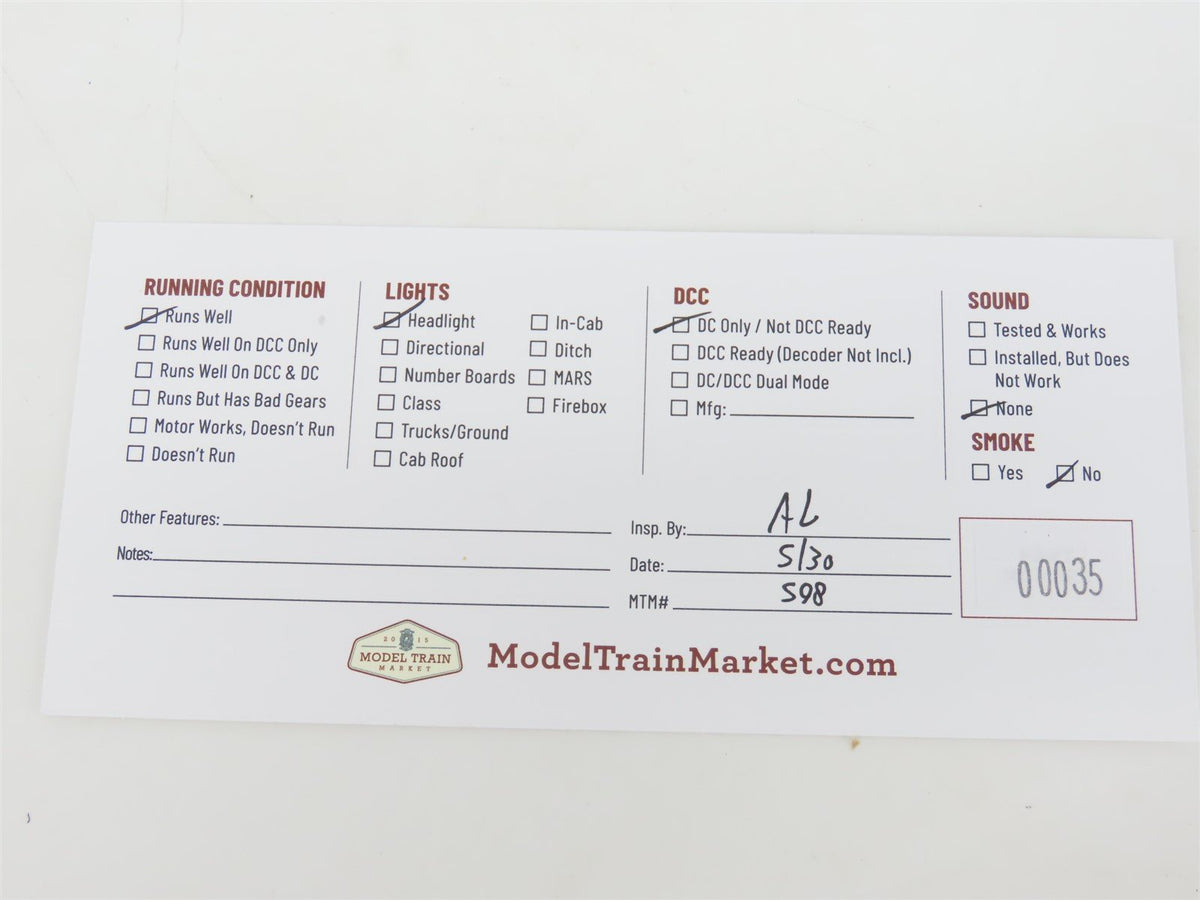 RUNNING CONDITION
Runs Well
Runs Well On DCC Only
Runs Well On DCC & DC
Runs But Has Bad Gears
Motor Works, Doesn't Run
Doesn't Run
LIGHTS
Headlight
Directional
Number Boards
Class
Trucks/Ground
Cab Roof
In-Cab
Ditch
MARS
Firebox
DCC
DC Only / Not DCC Ready
DCC Ready (Decoder Not Incl.)
DC/DCC Dual Mode
Mfg:
SOUND
Tested & Works
Installed, But Does
Not Work
None
SMOKE
Yes No
Other Features:
Notes:
Insp. By: AL
Date: 5/30
MTM# 598
00035
2015
MODEL TRAIN
MARKET
ModelTrainMarket.com